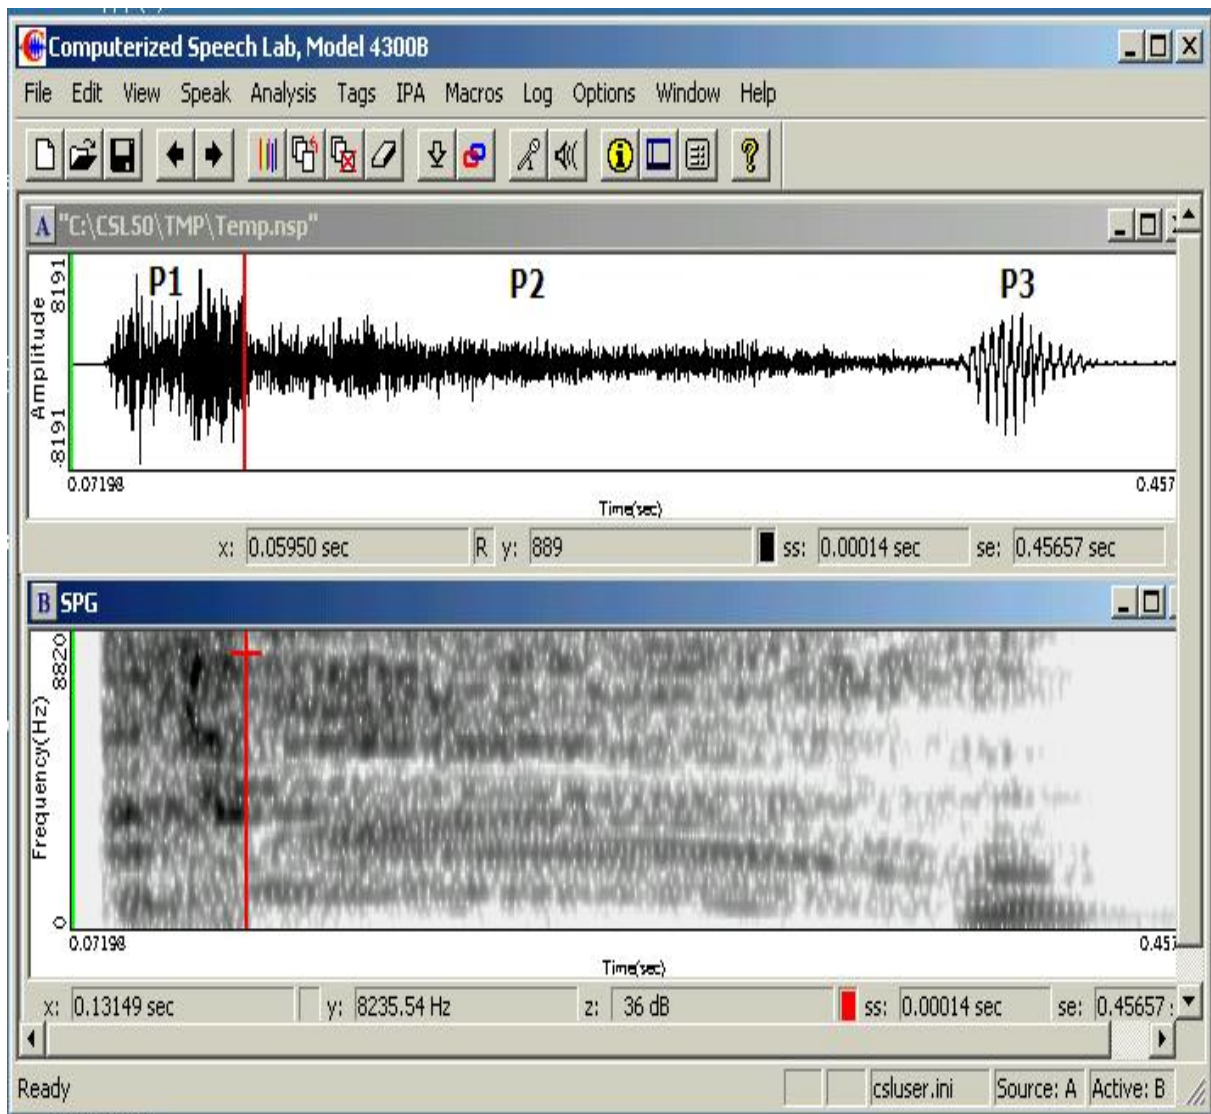 Computerized Speech Lab, Model 4300B
File Edit View Speak Analysis Tags IPA Macros Log Options Window Help
A "C:\CSL50\TMP\Temp.nsp"
P1 P2 P3
Amplitude
8191
-8191
0.07198 0.457
Time(sec)
x: 0.05950 sec R y: 889 ss: 0.00014 sec se: 0.45657 sec
B SPG
Frequency(Hz)
8820
0
0.07198 0.457
Time(sec)
x: 0.13149 sec y: 8235.54 Hz z: 36 dB ss: 0.00014 sec se: 0.45657
Ready csluser.ini Source: A Active: B